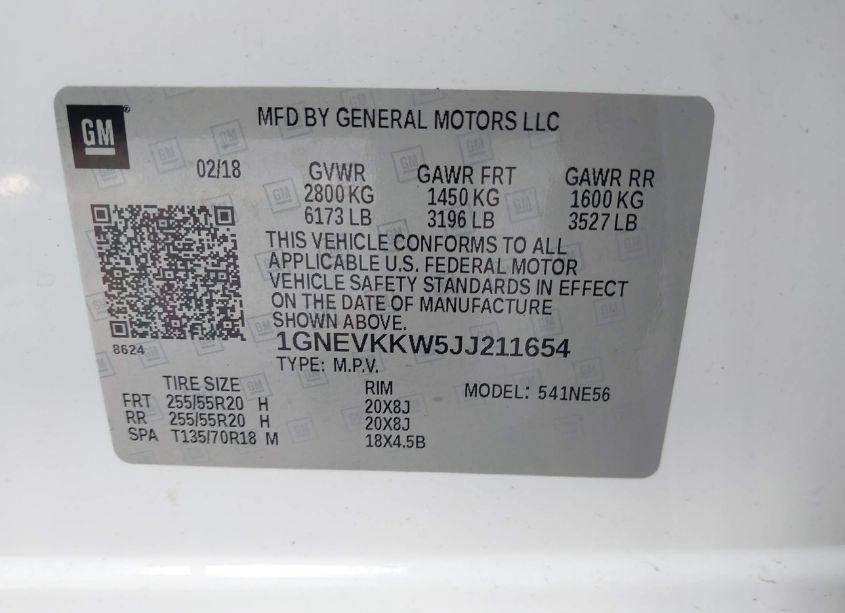 GM®
MFD BY GENERAL MOTORS LLC
02/18 GVWR GAWR FRT GAWR RR
2800 KG 1450 KG 1600 KG
6173 LB 3196 LB 3527 LB
THIS VEHICLE CONFORMS TO ALL
APPLICABLE U.S. FEDERAL MOTOR
VEHICLE SAFETY STANDARDS IN EFFECT
ON THE DATE OF MANUFACTURE
SHOWN ABOVE.
8624
1GNEVKKW5JJ211654
TYPE: M.P.V.
TIRE SIZE RIM MODEL: 541NE56
FRT 255/55R20 H 20X8J
RR 255/55R20 H 20X8J
SPA T135/70R18 M 18X4.5B